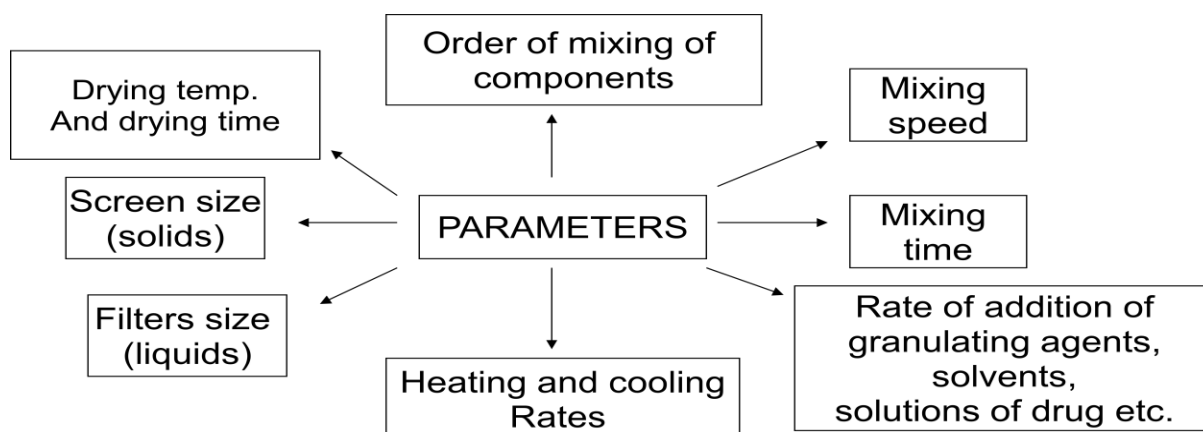 Order of mixing of
components
Drying temp.
And drying time
Mixing
speed
Screen size
(solids)
PARAMETERS
Mixing
time
Filters size
(liquids)
Rate of addition of
granulating agents,
solvents,
solutions of drug etc.
Heating and cooling
Rates